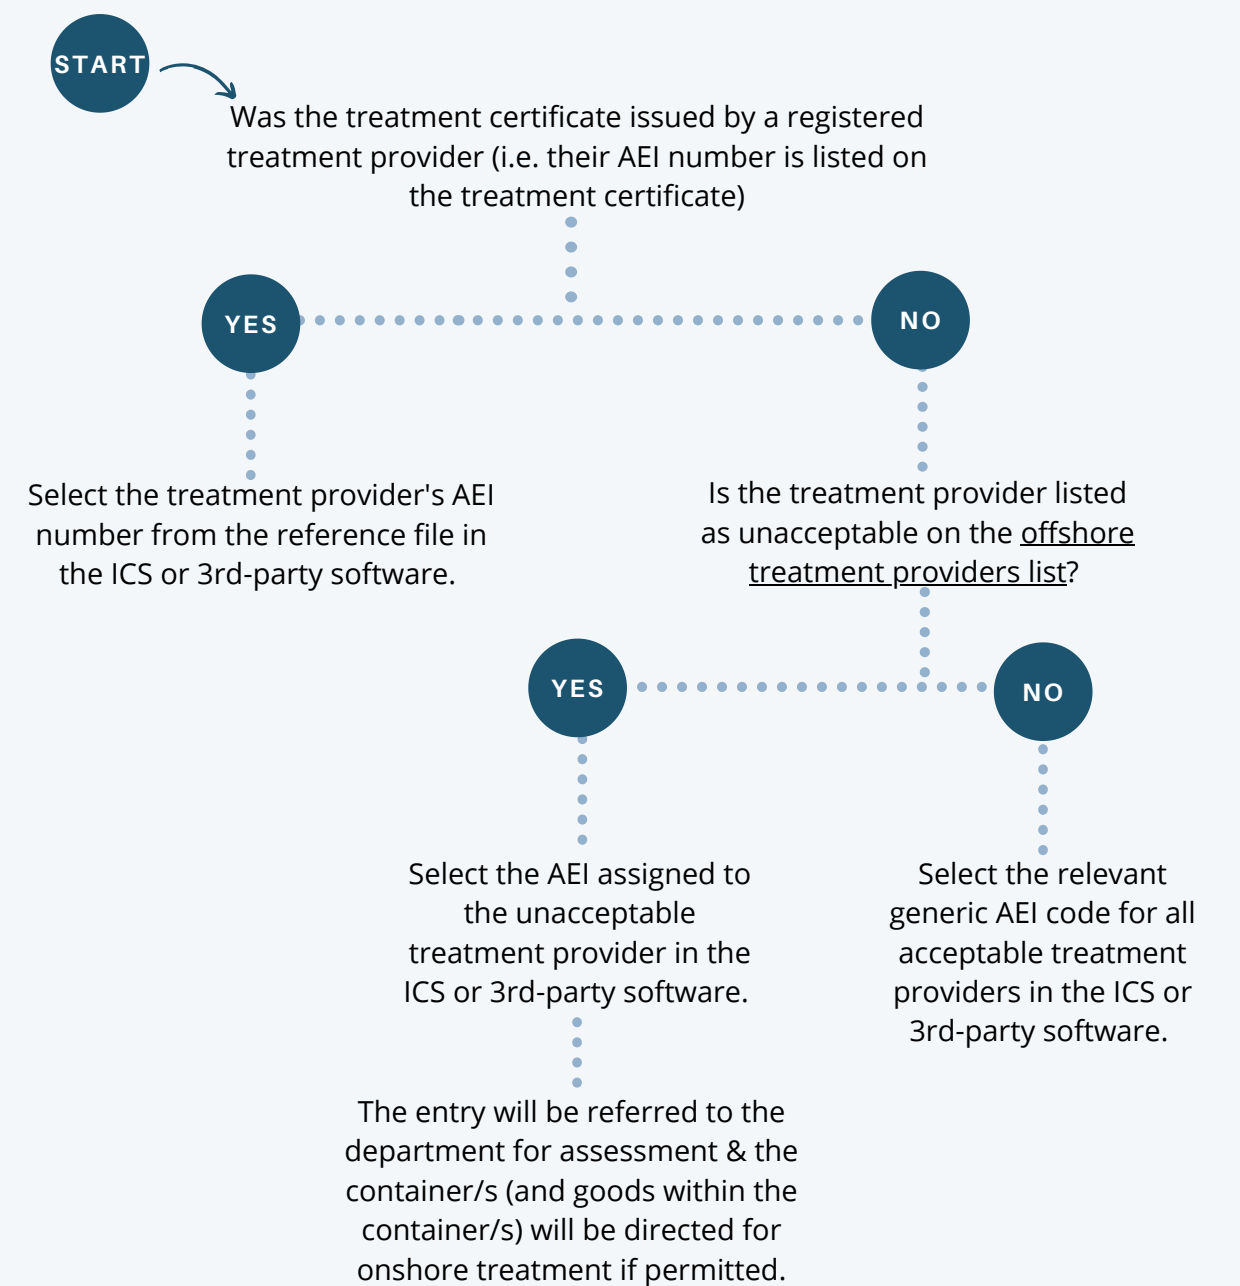 START
Was the treatment certificate issued by a registered
treatment provider (i.e. their AEI number is listed on
the treatment certificate)
YES
NO
Select the treatment provider's AEI
number from the reference file in
the ICS or 3rd-party software.
Is the treatment provider listed
as unacceptable on the offshore
treatment providers list?
YES
NO
Select the AEI assigned to
the unacceptable
treatment provider in the
ICS or 3rd-party software.
Select the relevant
generic AEI code for all
acceptable treatment
providers in the ICS or
3rd-party software.
The entry will be referred to the
department for assessment & the
container/s (and goods within the
container/s) will be directed for
onshore treatment if permitted.